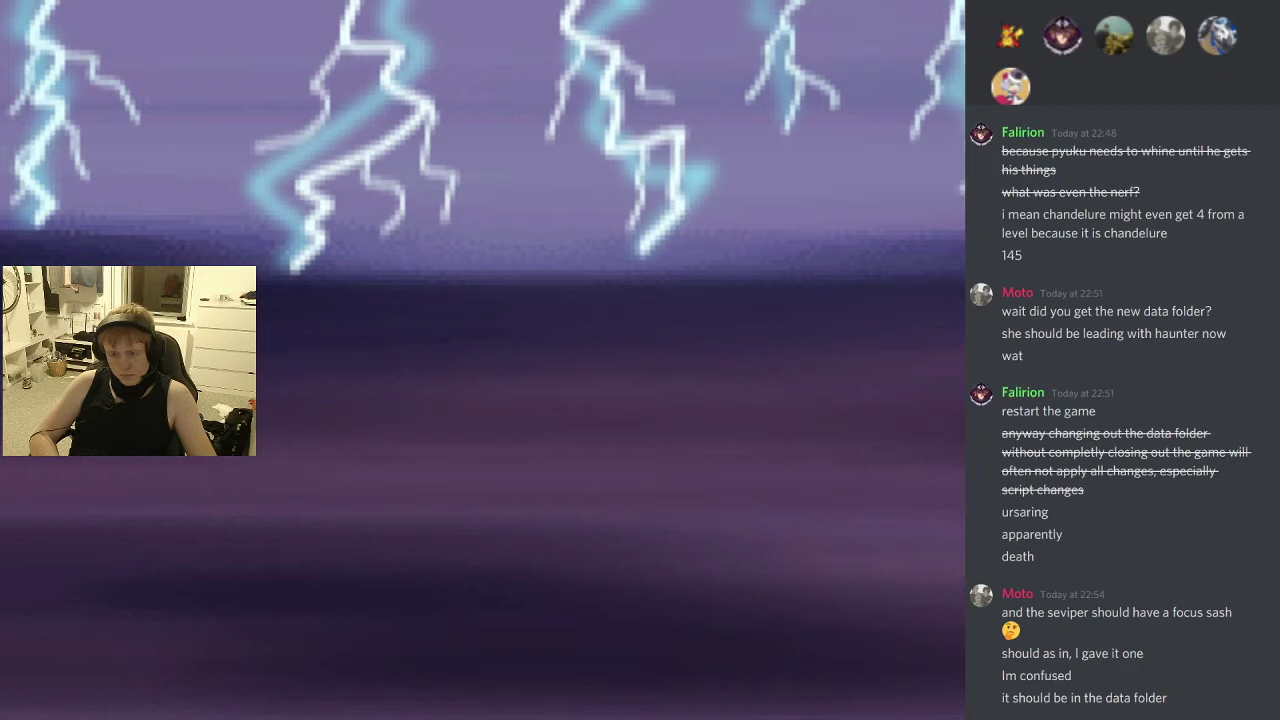 Falirion Today at 22:48
because pyuku needs to whine until he gets
his things
what was even the nerf?
i mean chandelure might even get 4 from a
level because it is chandelure
145
Moto Today at 22:51
wait did you get the new data folder?
she should be leading with haunter now
wat
Falirion Today at 22:51
restart the game
anyway changing out the data folder
without completly closing out the game will
often not apply all changes, especially
script changes
ursaring
apparently
death
Moto Today at 22:54
and the seviper should have a focus sash
🤔
should as in, I gave it one
Im confused
it should be in the data folder